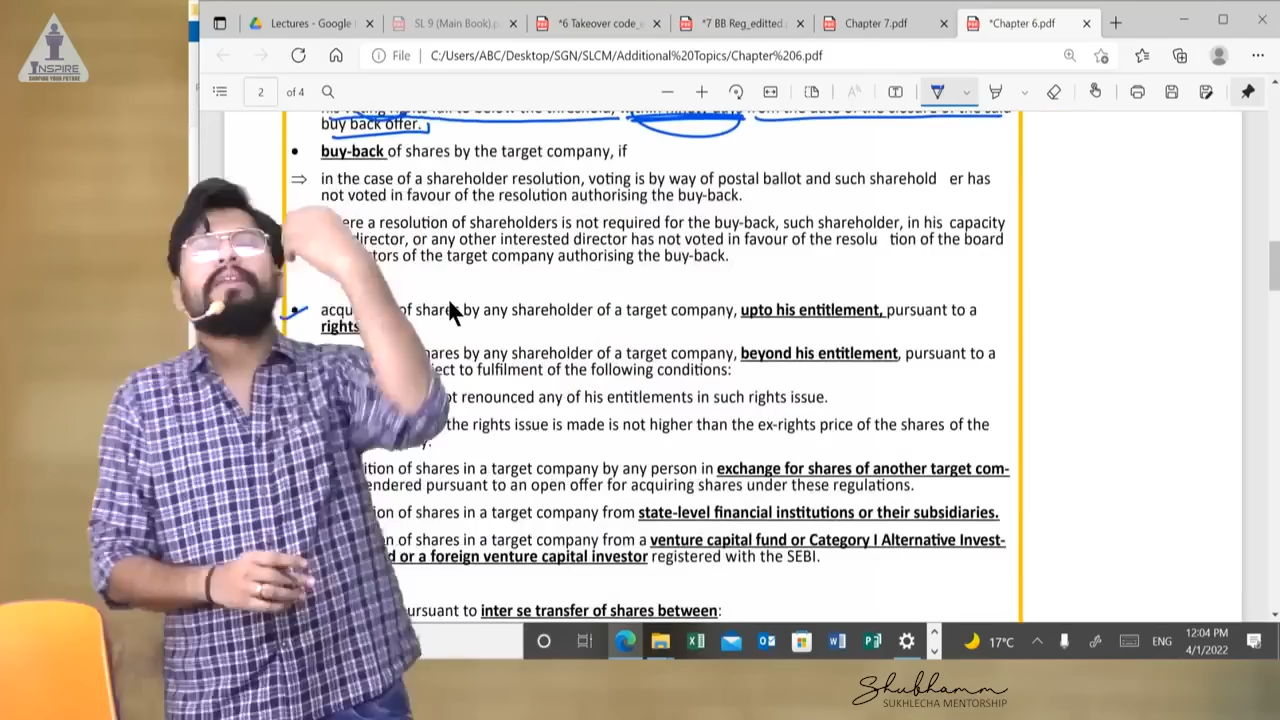 INSPIRE
SHAPING YOUR FUTURE
Lectures - Google
SL 9 (Main Book).p
*6 Takeover code_e
*7 BB Reg_editted.p
Chapter 7.pdf
*Chapter 6.pdf
File C:/Users/ABC/Desktop/SGN/SLCM/Additional%20Topics/Chapter%206.pdf
2 of 4
buy back offer.
• buy-back of shares by the target company, if
⇒ in the case of a shareholder resolution, voting is by way of postal ballot and such sharehold er has
not voted in favour of the resolution authorising the buy-back.
ere a resolution of shareholders is not required for the buy-back, such shareholder, in his capacity
director, or any other interested director has not voted in favour of the resolu tion of the board
tors of the target company authorising the buy-back.
• acqu of shares by any shareholder of a target company, upto his entitlement, pursuant to a
rights
hares by any shareholder of a target company, beyond his entitlement, pursuant to a
ect to fulfilment of the following conditions:
ot renounced any of his entitlements in such rights issue.
the rights issue is made is not higher than the ex-rights price of the shares of the
ition of shares in a target company by any person in exchange for shares of another target com-
endered pursuant to an open offer for acquiring shares under these regulations.
ion of shares in a target company from state-level financial institutions or their subsidiaries.
n of shares in a target company from a venture capital fund or Category I Alternative Invest-
d or a foreign venture capital investor registered with the SEBI.
ursuant to inter se transfer of shares between:
17°C
ENG
12:04 PM
4/1/2022
Shubhamm
SUKHLECHA MENTORSHIP